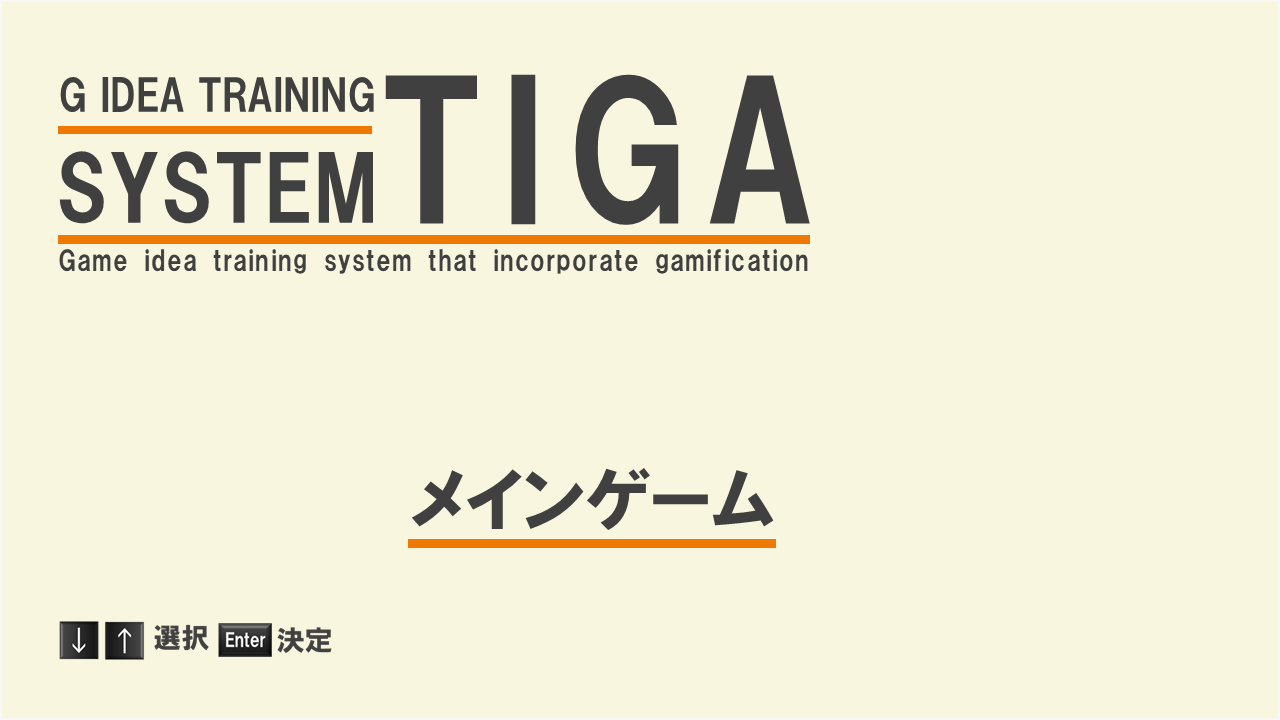 G IDEA TRAINING
SYSTEM
TIGA
Game idea training system that incorporate gamification
メインゲーム
↓ ↑ 選択 Enter 決定